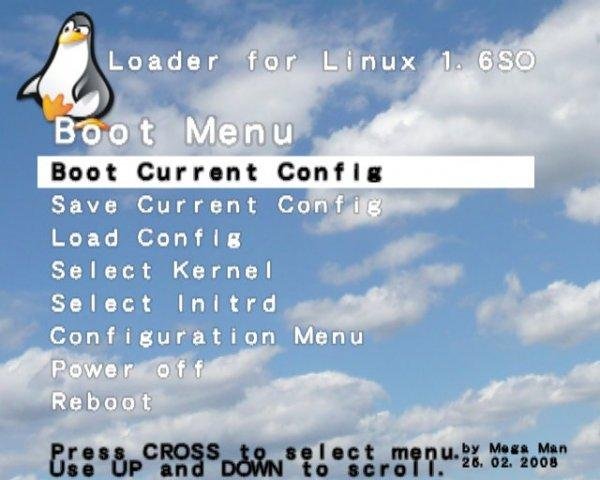 Loader for Linux 1.6SO
Boot Menu
Boot Current Config
Save Current Config
Load Config
Select Kernel
Select Initrd
Configuration Menu
Power off
Reboot
Press CROSS to select menu.
Use UP and DOWN to scroll.
by Mega Man
26. 02. 2008